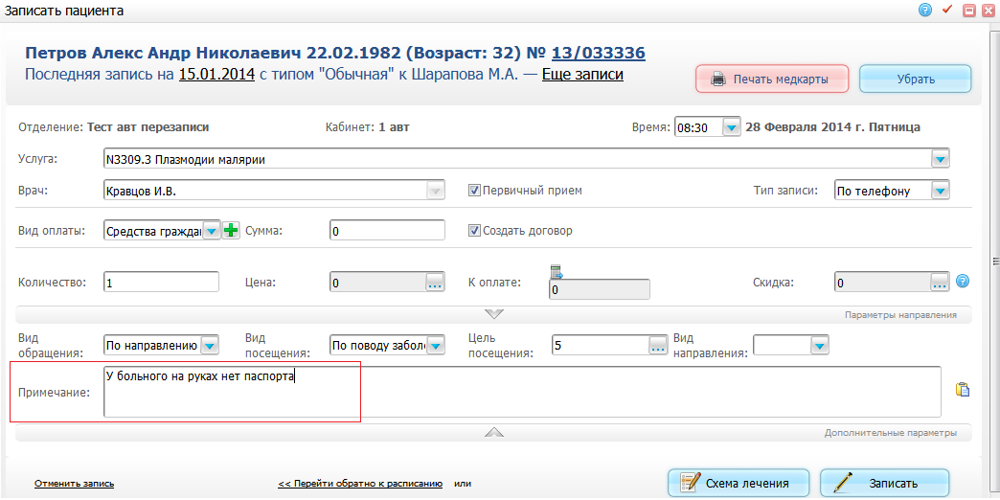 Записать пациента
Петров Алекс Андр Николаевич 22.02.1982 (Возраст: 32) № 13/033336
Последняя запись на 15.01.2014 с типом "Обычная" к Шарапова М.А. — Еще записи
Печать медкарты
Убрать
Отделение: Тест авт перезаписи Кабинет: 1 авт Время: 08:30 28 Февраля 2014 г. Пятница
Услуга: N3309.3 Плазмодии малярии
Врач: Кравцов И.В. Первичный прием Тип записи: По телефону
Вид оплаты: Средства граждан Сумма: 0 Создать договор
Количество: 1 Цена: 0 ... К оплате: 0 Скидка: 0 ...
Параметры направления
Вид обращения: По направлению Вид посещения: По поводу заболе Цель посещения: 5 ... Вид направления:
Примечание: У больного на руках нет паспорта
Дополнительные параметры
Отменить запись << Перейти обратно к расписанию или Схема лечения Записать